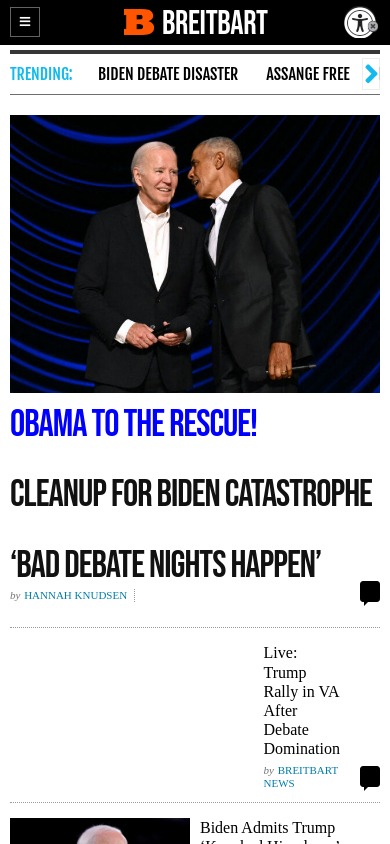 BREITBART
TRENDING: BIDEN DEBATE DISASTER ASSANGE FREE
OBAMA TO THE RESCUE!
CLEANUP FOR BIDEN CATASTROPHE
‘BAD DEBATE NIGHTS HAPPEN’
by HANNAH KNUDSEN
Live:
Trump
Rally in VA
After
Debate
Domination
by BREITBART
NEWS
Biden Admits Trump